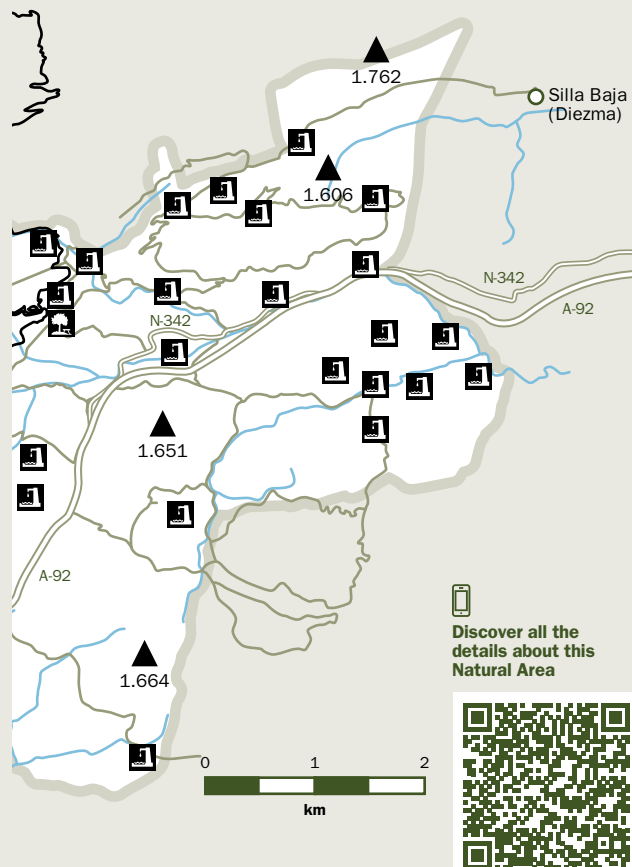 1.762
Silla Baja
(Diezma)
1.606
N-342
A-92
N-342
1.651
A-92
Discover all the
details about this
Natural Area
1.664
0 1 2
km